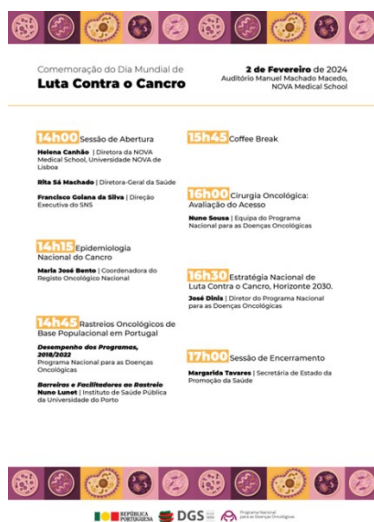 Comemoração do Dia Mundial de
Luta Contra o Cancro
2 de Fevereiro de 2024
Auditório Manuel Machado Macedo,
NOVA Medical School
14h00 Sessão de Abertura
Helena Canhão | Diretora da NOVA
Medical School, Universidade NOVA de
Lisboa
Rita Sá Machado | Diretora-Geral da Saúde
Francisco Goiana da Silva | Direção
Executiva do SNS
14h15 Epidemiologia
Nacional do Cancro
Maria José Bento | Coordenadora do
Registo Oncológico Nacional
14h45 Rastreios Oncológicos de
Base Populacional em Portugal
Desempenho dos Programas,
2018/2022
Programa Nacional para as Doenças
Oncológicas
Barreiras e Facilitadores ao Rastreio
Nuno Lunet | Instituto de Saúde Pública
da Universidade do Porto
15h45 Coffee Break
16h00 Cirurgia Oncológica:
Avaliação do Acesso
Nuno Sousa | Equipa do Programa
Nacional para as Doenças Oncológicas
16h30 Estratégia Nacional de
Luta Contra o Cancro, Horizonte 2030.
José Dinis | Diretor do Programa Nacional
para as Doenças Oncológicas
17h00 Sessão de Encerramento
Margarida Tavares | Secretária de Estado da
Promoção da Saúde
REPÚBLICA
PORTUGUESA
DGS
Programa Nacional
para as Doenças Oncológicas